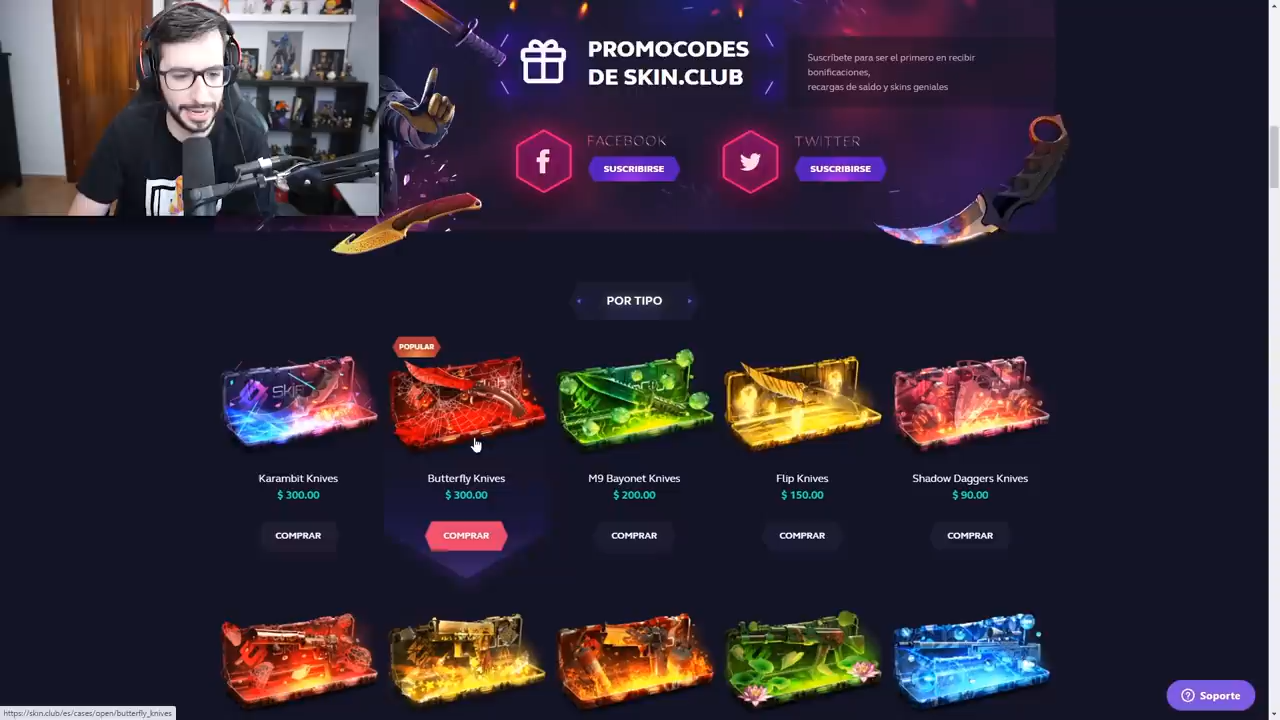 PROMOCODES
DE SKIN.CLUB
Suscríbete para ser el primero en recibir
bonificaciones,
recargas de saldo y skins geniales
FACEBOOK
SUSCRIBIRSE
TWITTER
SUSCRIBIRSE
POR TIPO
POPULAR
Karambit Knives
$ 300.00
COMPRAR
Butterfly Knives
$ 300.00
COMPRAR
M9 Bayonet Knives
$ 200.00
COMPRAR
Flip Knives
$ 150.00
COMPRAR
Shadow Daggers Knives
$ 90.00
COMPRAR
Soporte
https://skin.club/es/cases/open/butterfly_knives